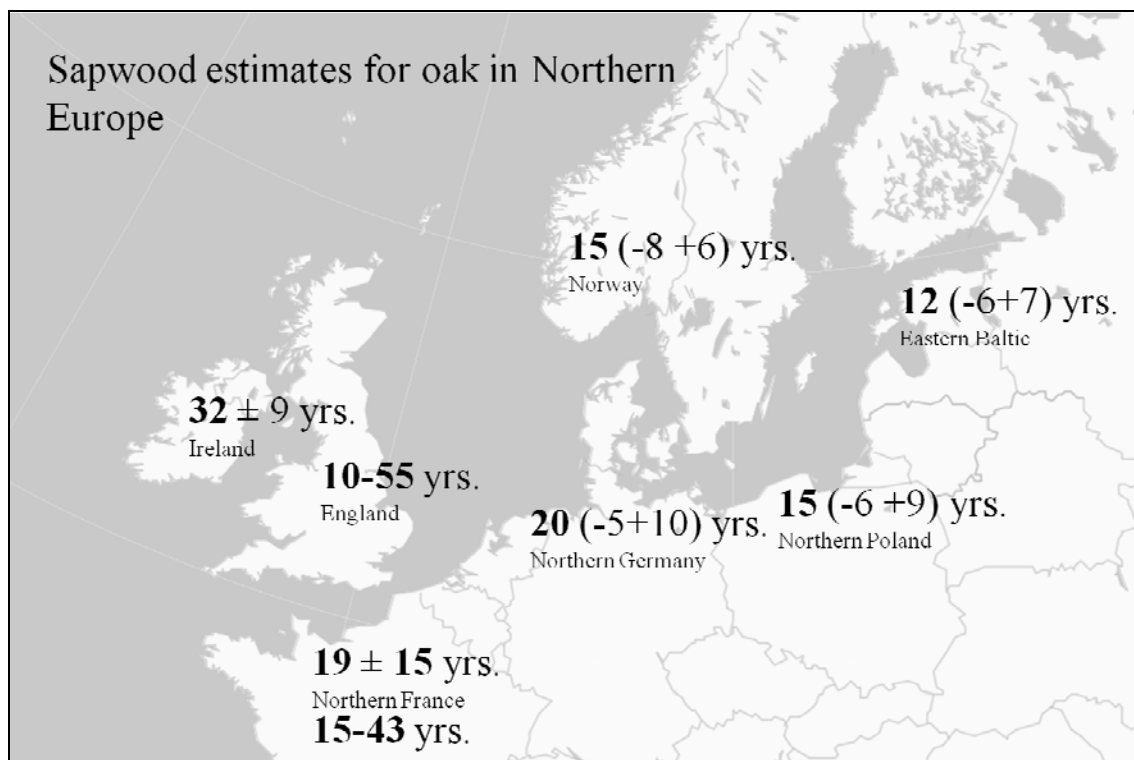 Sapwood estimates for oak in Northern
Europe
15 (-8 +6) yrs.
Norway
12 (-6+7) yrs.
Eastern Baltic
32 ± 9 yrs.
Ireland
10-55 yrs.
England
20 (-5+10) yrs.
Northern Germany
15 (-6 +9) yrs.
Northern Poland
19 ± 15 yrs.
Northern France
15-43 yrs.